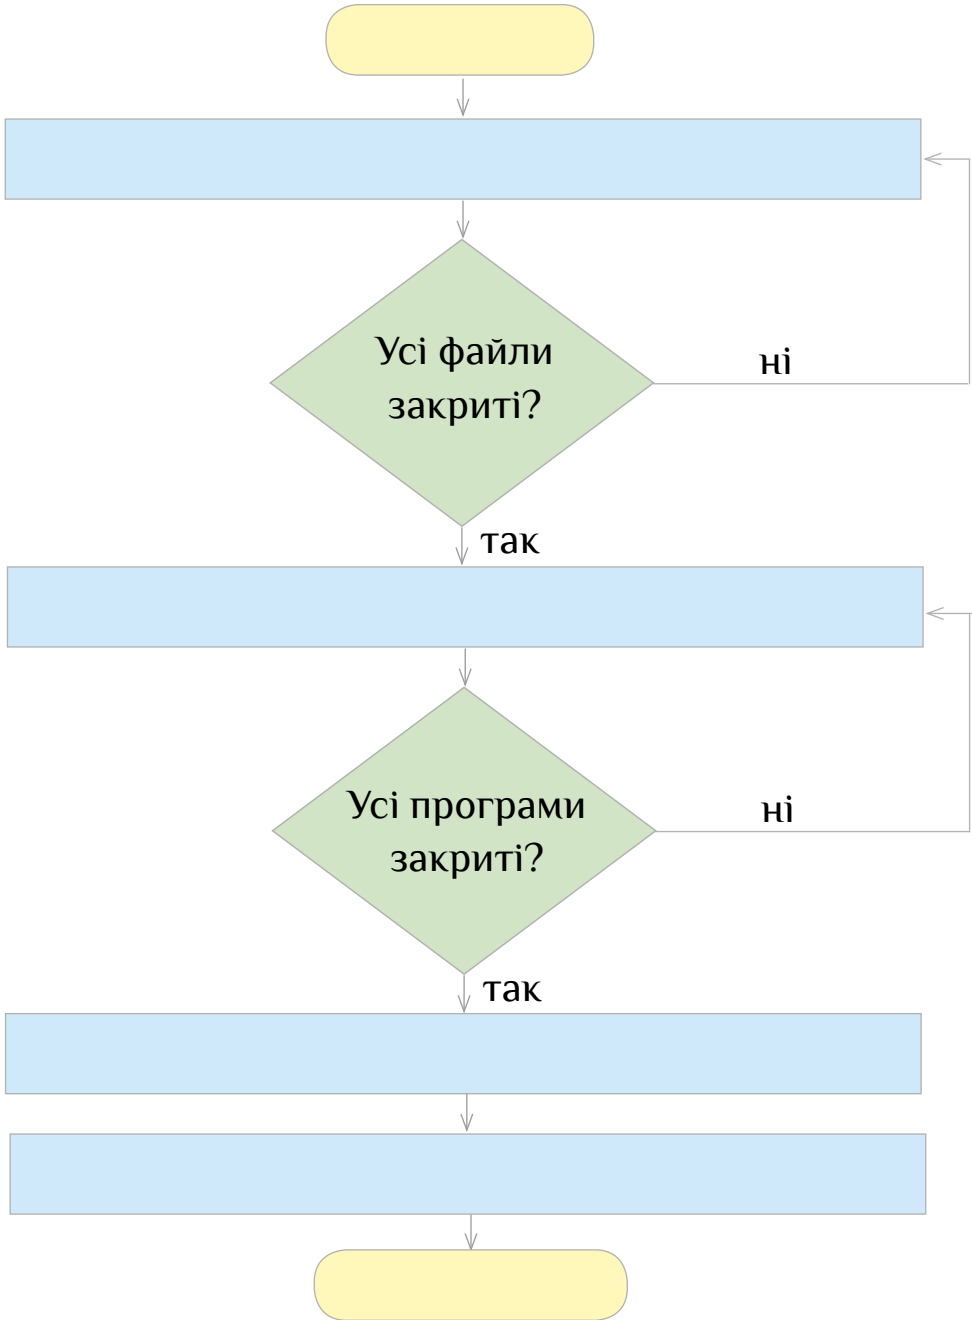 Усі файли
закриті?
ні
так
Усі програми
закриті?
ні
так